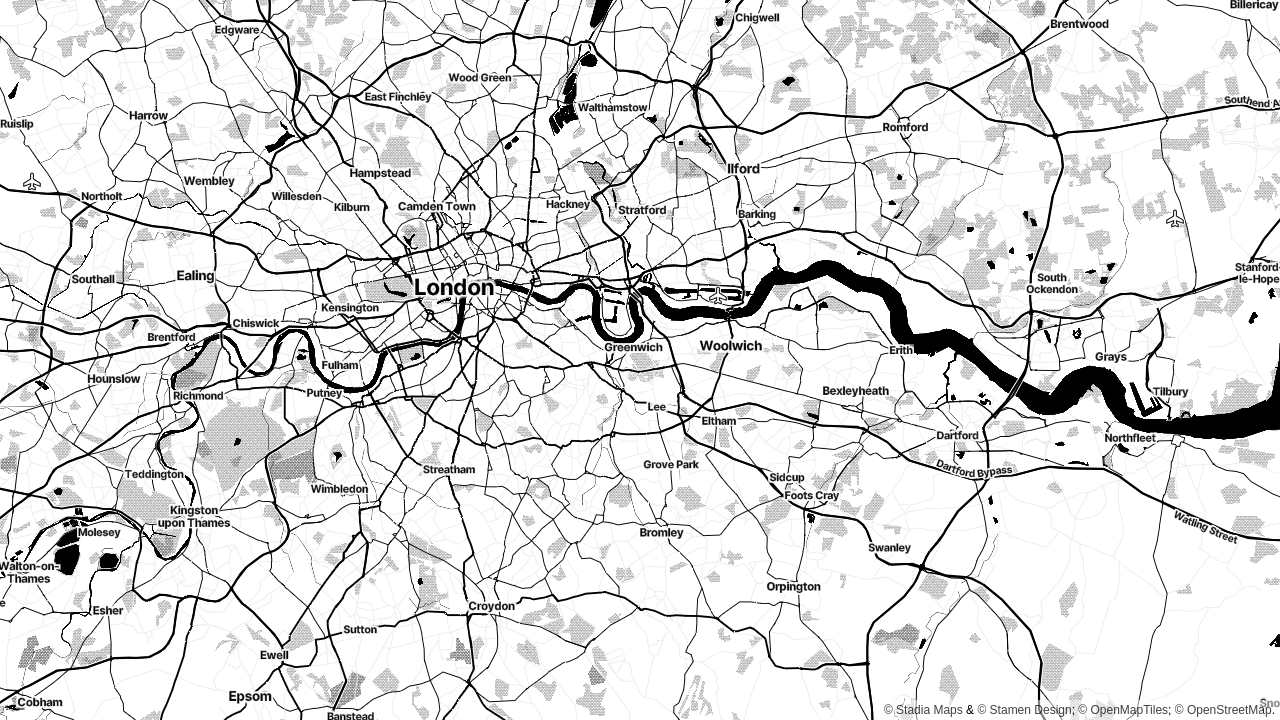 Billericay
Chigwell
Brentwood
Edgware
Wood Green
East Finchley
Walthamstow
Southend A
Harrow
Ruislip
Romford
Hampstead
Ilford
Wembley
Northolt
Willesden
Kilburn
Camden Town
Hackney
Stratford
Barking
Ealing
Southall
London
South
Ockendon
Stanford-
le-Hope
Kensington
Chiswick
Brentford
Greenwich
Woolwich
Erith
Grays
Fulham
Hounslow
Richmond
Putney
Bexleyheath
Tilbury
Lee
Eltham
Dartford
Northfleet
Teddington
Streatham
Grove Park
Dartford Bypass
Sidcup
Wimbledon
Foots Cray
Kingston
upon Thames
Molesey
Bromley
Watling Street
Swanley
Walton-on-
Thames
Orpington
e
Esher
Croydon
Sutton
Ewell
Epsom
Cobham
Banstead
Sno
© Stadia Maps & © Stamen Design; © OpenMapTiles; © OpenStreetMap.